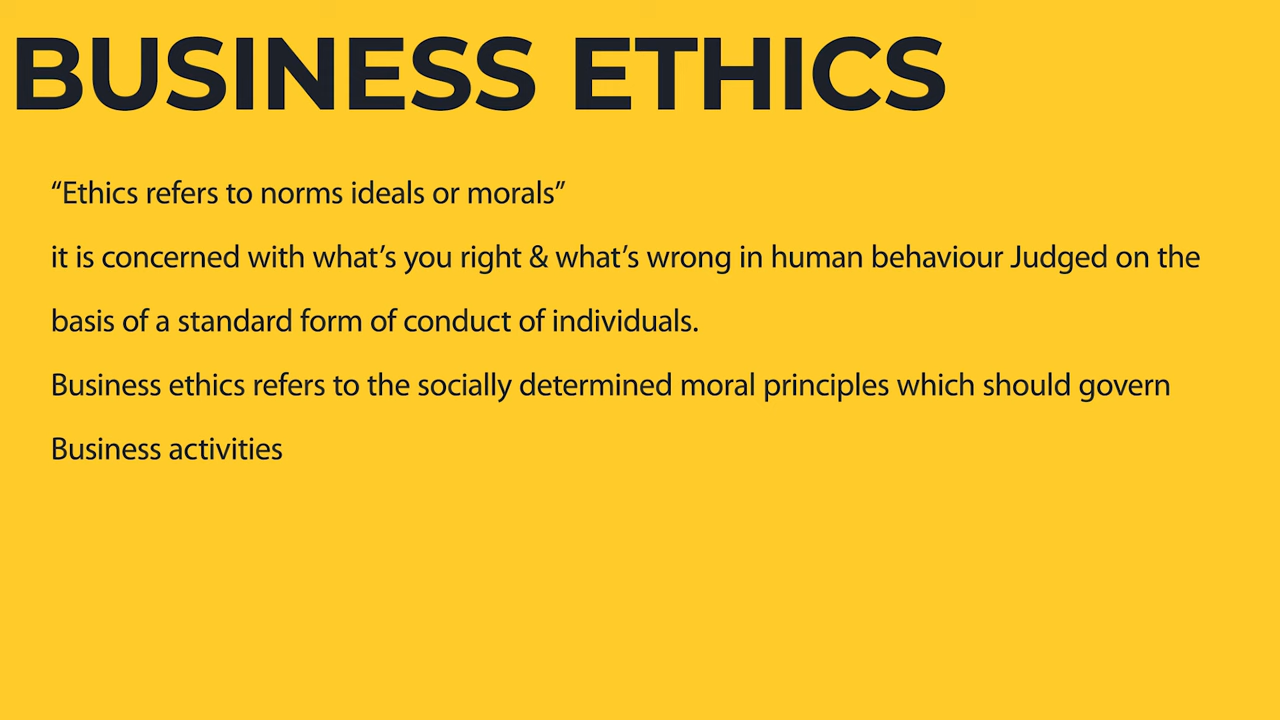 BUSINESS ETHICS
“Ethics refers to norms ideals or morals”
it is concerned with what’s you right & what’s wrong in human behaviour Judged on the
basis of a standard form of conduct of individuals.
Business ethics refers to the socially determined moral principles which should govern
Business activities